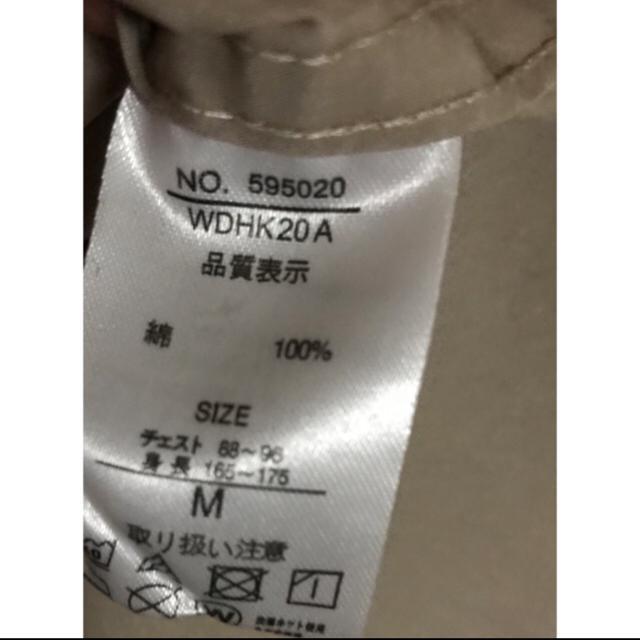 NO. 595020
WDHK20A
品質表示
綿 100%
SIZE
チェスト 88～96
身長 165～175
M
取り扱い注意